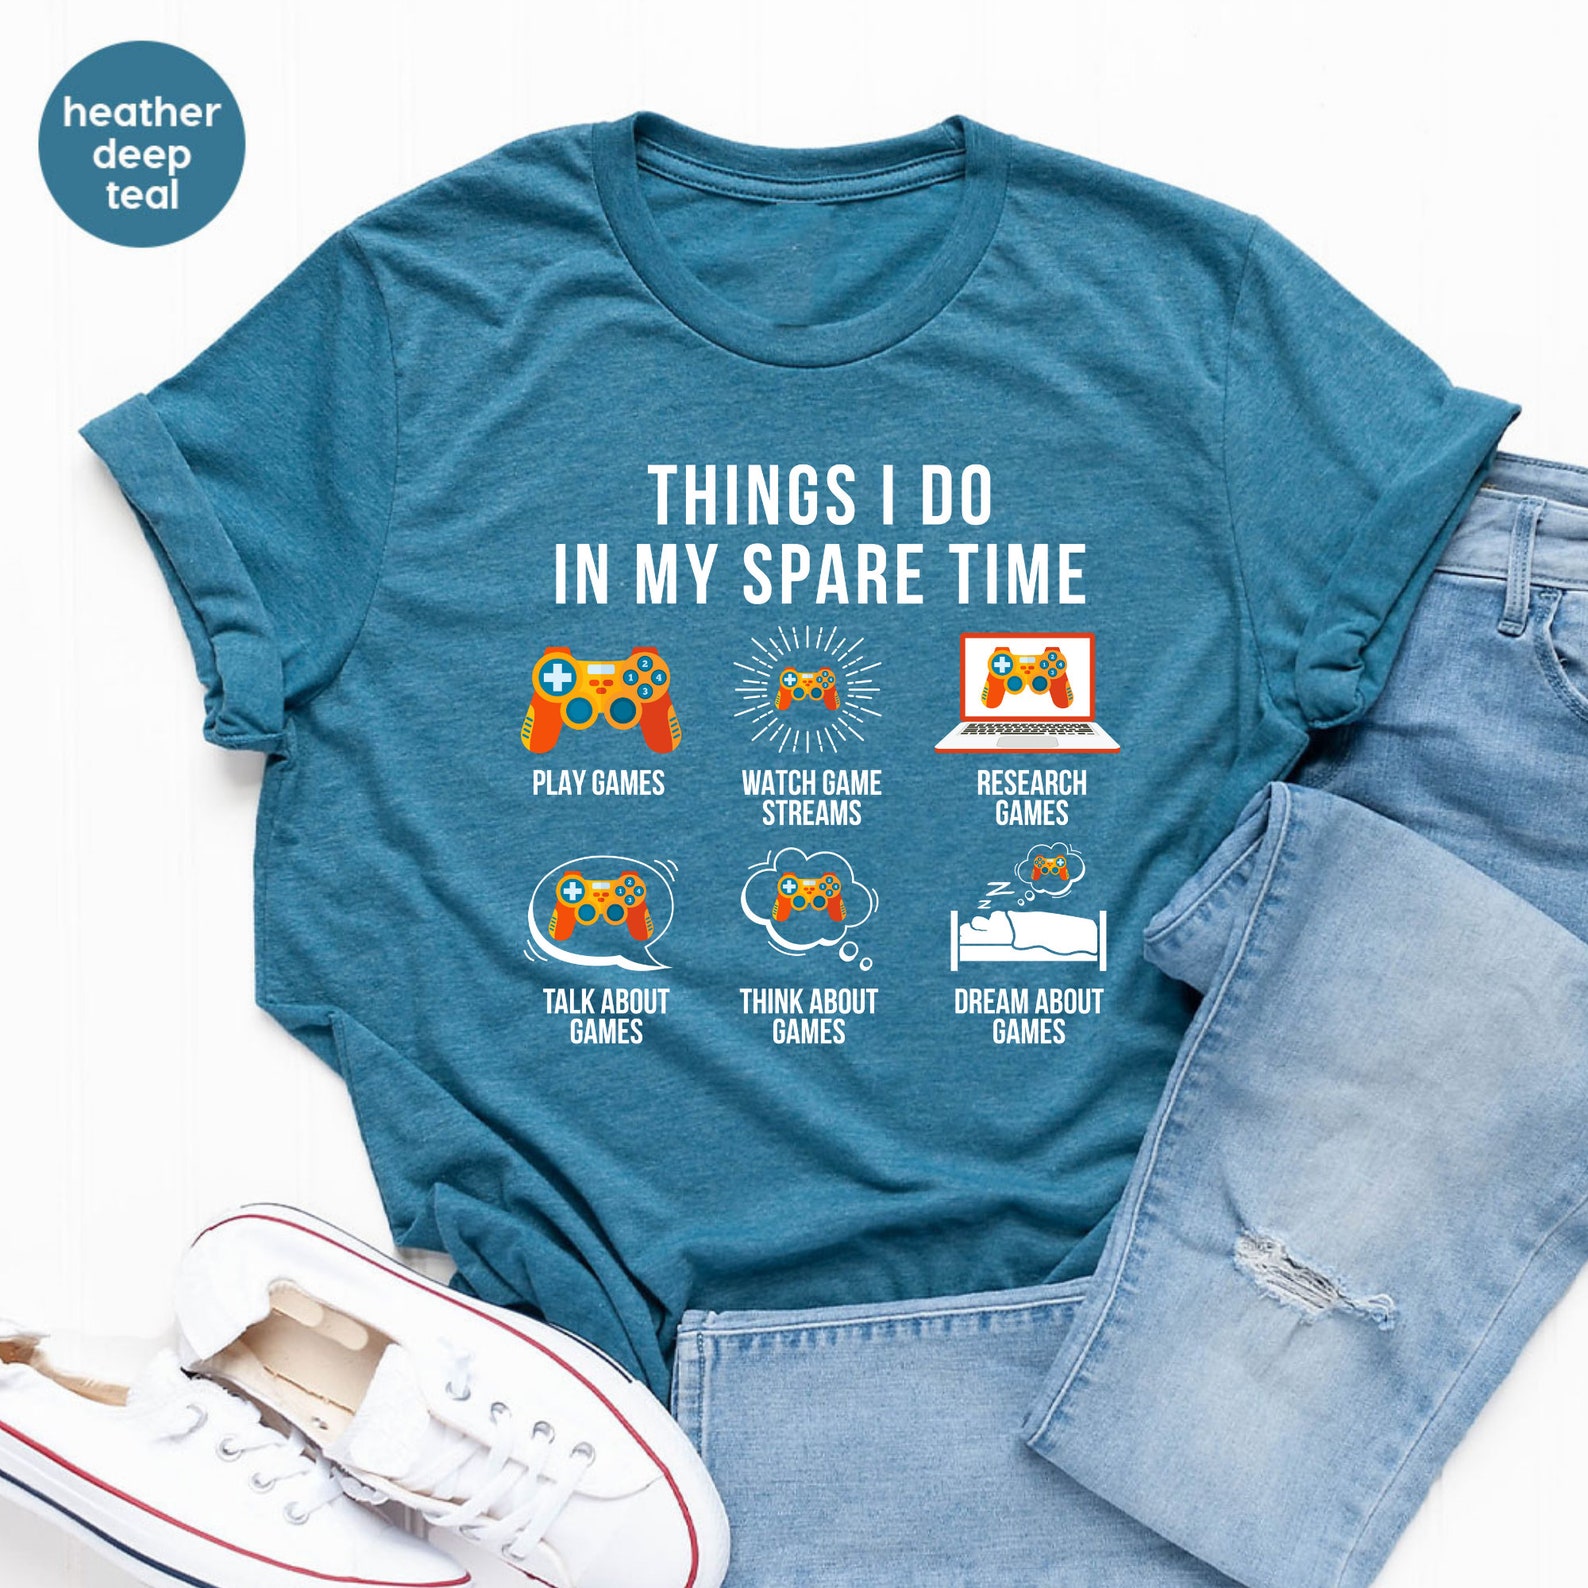 heather
deep
teal
THINGS I DO
IN MY SPARE TIME
PLAY GAMES
WATCH GAME
STREAMS
RESEARCH
GAMES
TALK ABOUT
GAMES
THINK ABOUT
GAMES
Z
Z
DREAM ABOUT
GAMES